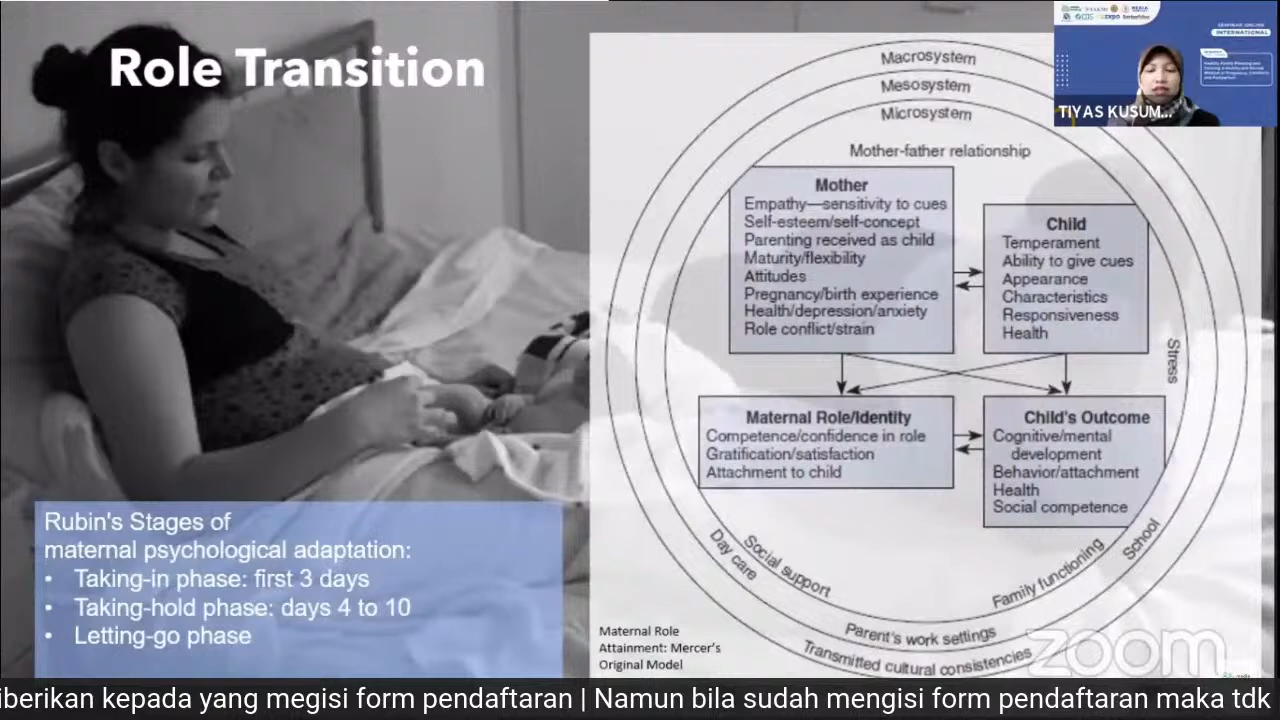 Role Transition
Rubin's Stages of
maternal psychological adaptation:
• Taking-in phase: first 3 days
• Taking-hold phase: days 4 to 10
• Letting-go phase
Macrosystem
Mesosystem
Microsystem
Mother-father relationship
Mother
Empathy—sensitivity to cues
Self-esteem/self-concept
Parenting received as child
Maturity/flexibility
Attitudes
Pregnancy/birth experience
Health/depression/anxiety
Role conflict/strain
Child
Temperament
Ability to give cues
Appearance
Characteristics
Responsiveness
Health
Stress
Maternal Role/Identity
Competence/confidence in role
Gratification/satisfaction
Attachment to child
Child's Outcome
Cognitive/mental
development
Behavior/attachment
Health
Social competence
Social support
Day care
Family functioning
School
Parent's work settings
Transmitted cultural consistencies
Maternal Role
Attainment: Mercer's
Original Model
zoom
SEMINAR ONLINE
INTERNATIONAL
TIYAS KUSUM...
iberikan kepada yang megisi form pendaftaran | Namun bila sudah mengisi form pendaftaran maka tdk